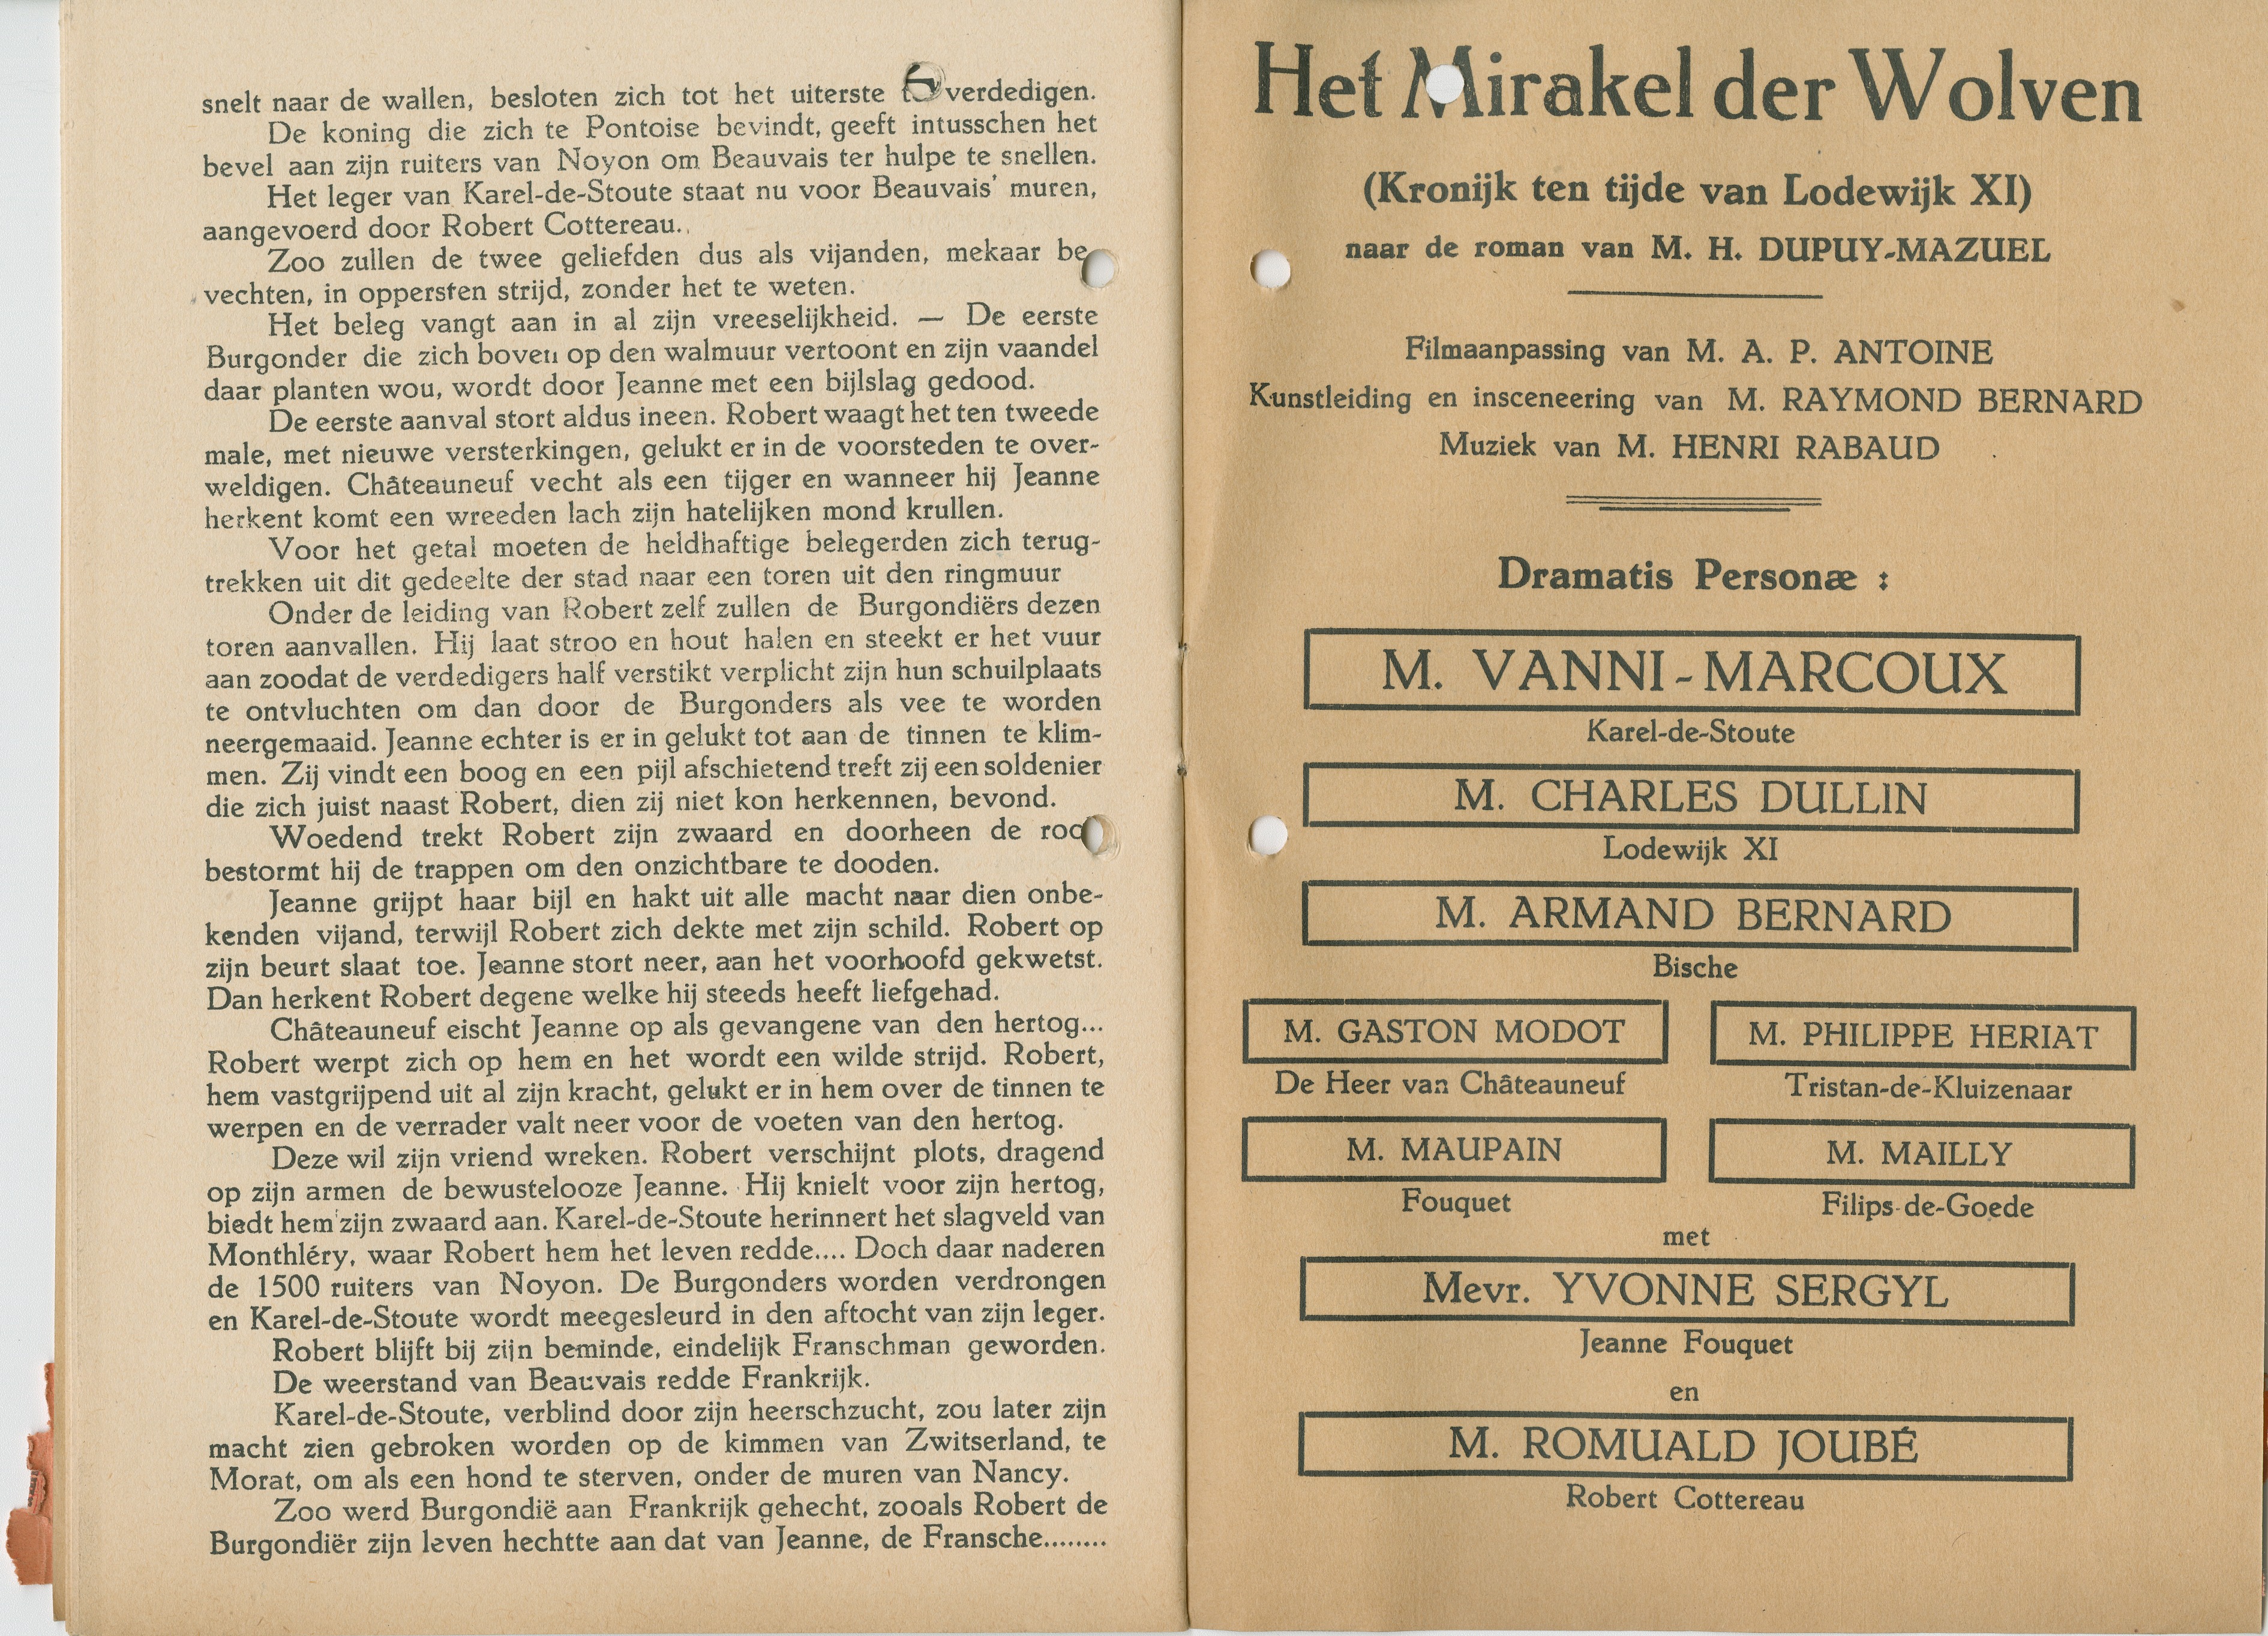 snelt naar de wallen, besloten zich tot het uiterste verdedigen.
De koning die zich te Pontoise bevindt, geeft intusschen het
bevel aan zijn ruiters van Noyon om Beauvais ter hulpe te snellen.
Het leger van Karel-de-Stoute staat nu voor Beauvais' muren,
aangevoerd door Robert Cottereau.
Zoo zullen de twee geliefden dus als vijanden, mekaar be
vechten, in oppersten strijd, zonder het te weten.
Het beleg vangt aan in al zijn vreeselijkheid. — De eerste
Burgonder die zich boven op den walmuur vertoont en zijn vaandel
daar planten wou, wordt door Jeanne met een bijlslag gedood.
De eerste aanval stort aldus ineen. Robert waagt het ten tweede
male, met nieuwe versterkingen, gelukt er in de voorsteden te over-
weldigen. Châteauneuf vecht als een tijger en wanneer hij Jeanne
herkent komt een wreeden lach zijn hatelijken mond krullen.
Voor het getal moeten de heldhaftige belegerden zich terug-
trekken uit dit gedeelte der stad naar een toren uit den ringmuur
Onder de leiding van Robert zelf zullen de Burgondiërs dezen
toren aanvallen. Hij laat stroo en hout halen en steekt er het vuur
aan zoodat de verdedigers half verstikt verplicht zijn hun schuilplaats
te ontvluchten om dan door de Burgonders als vee te worden
neergemaaid. Jeanne echter is er in gelukt tot aan de tinnen te klim-
men. Zij vindt een boog en een pijl afschietend treft zij een soldenier
die zich juist naast Robert, dien zij niet kon herkennen, bevond.
Woedend trekt Robert zijn zwaard en doorheen de roo
bestormt hij de trappen om den onzichtbare te dooden.
Jeanne grijpt haar bijl en hakt uit alle macht naar dien onbe-
kenden vijand, terwijl Robert zich dekte met zijn schild. Robert op
zijn beurt slaat toe. Jeanne stort neer, aan het voorhoofd gekwetst.
Dan herkent Robert degene welke hij steeds heeft liefgehad.
Châteauneuf eischt Jeanne op als gevangene van den hertog...
Robert werpt zich op hem en het wordt een wilde strijd. Robert,
hem vastgrijpend uit al zijn kracht, gelukt er in hem over de tinnen te
werpen en de verrader valt neer voor de voeten van den hertog.
Deze wil zijn vriend wreken. Robert verschijnt plots, dragend
op zijn armen de bewustelooze Jeanne. Hij knielt voor zijn hertog,
biedt hem zijn zwaard aan. Karel-de-Stoute herinnert het slagveld van
Monthléry, waar Robert hem het leven redde.... Doch daar naderen
de 1500 ruiters van Noyon. De Burgonders worden verdrongen
en Karel-de-Stoute wordt meegesleurd in den aftocht van zijn leger.
Robert blijft bij zijn beminde, eindelijk Franschman geworden.
De weerstand van Beauvais redde Frankrijk.
Karel-de-Stoute, verblind door zijn heerschzucht, zou later zijn
macht zien gebroken worden op de kimmen van Zwitserland, te
Morat, om als een hond te sterven, onder de muren van Nancy.
Zoo werd Burgondië aan Frankrijk gehecht, zooals Robert de
Burgondiër zijn leven hechtte aan dat van Jeanne, de Fransche........
Het Mirakel der Wolven
(Kronijk ten tijde van Lodewijk XI)
naar de roman van M. H. DUPUY-MAZUEL
Filmaanpassing van M. A. P. ANTOINE
Kunstleiding en insceneering van M. RAYMOND BERNARD
Muziek van M. HENRI RABAUD
Dramatis Personæ :
M. VANNI-MARCOUX
Karel-de-Stoute
M. CHARLES DULLIN
Lodewijk XI
M. ARMAND BERNARD
Bische
M. GASTON MODOT
De Heer van Châteauneuf
M. PHILIPPE HERIAT
Tristan-de-Kluizenaar
M. MAUPAIN
Fouquet
M. MAILLY
Filips-de-Goede
met
Mevr. YVONNE SERGYL
Jeanne Fouquet
en
M. ROMUALD JOUBÉ
Robert Cottereau